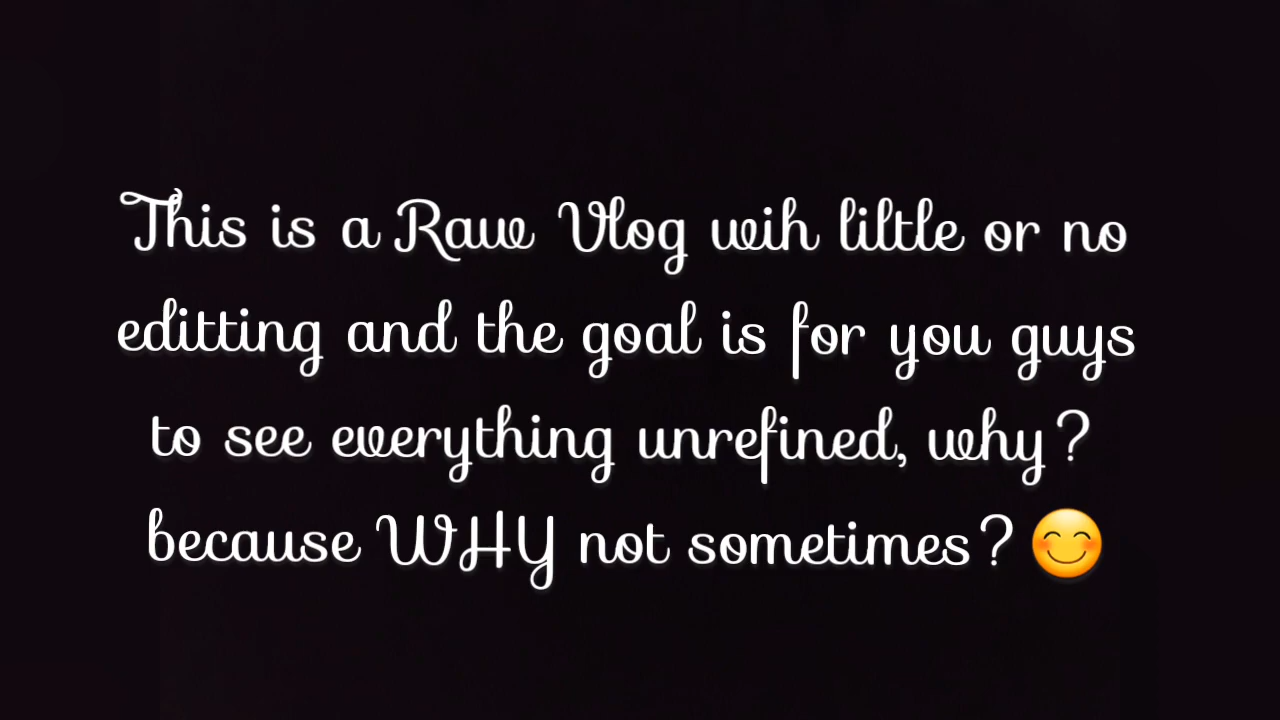 This is a Raw Vlog wih liltle or no
editting and the goal is for you guys
to see everything unrefined, why?
because WHY not sometimes? 😊